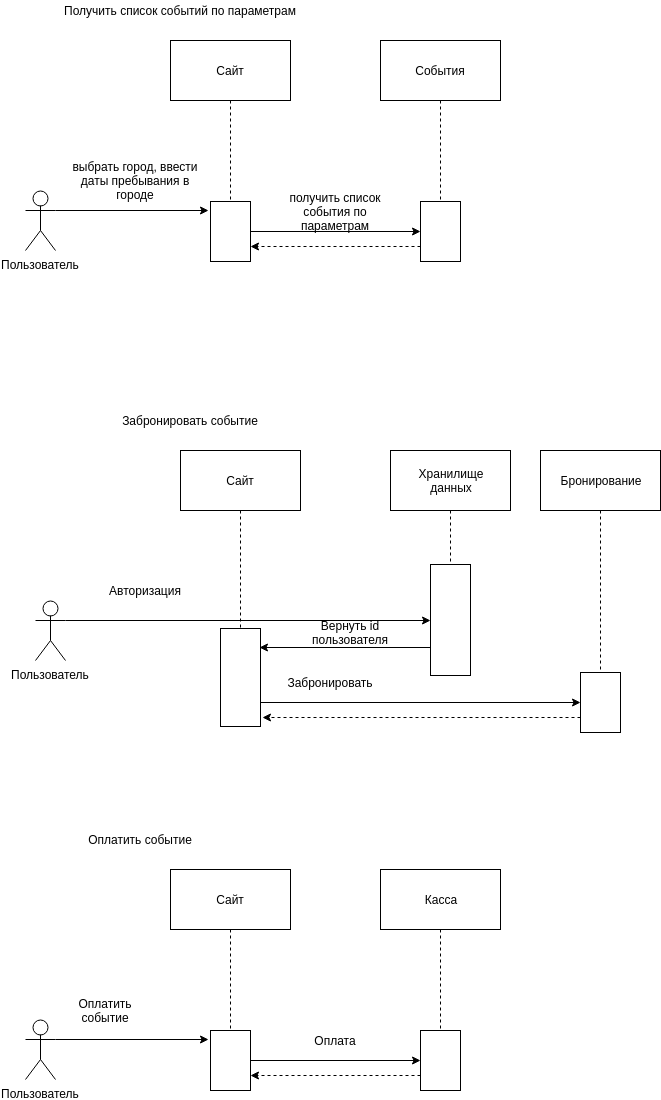 Получить список событий по параметрам
Сайт
События
выбрать город, ввести
даты пребывания в
городе
получить список
события по
параметрам
Пользователь
Забронировать событие
Сайт
Хранилище
данных
Бронирование
Авторизация
Вернуть id
пользователя
Пользователь
Забронировать
Оплатить событие
Сайт
Касса
Оплатить
событие
Оплата
Пользователь